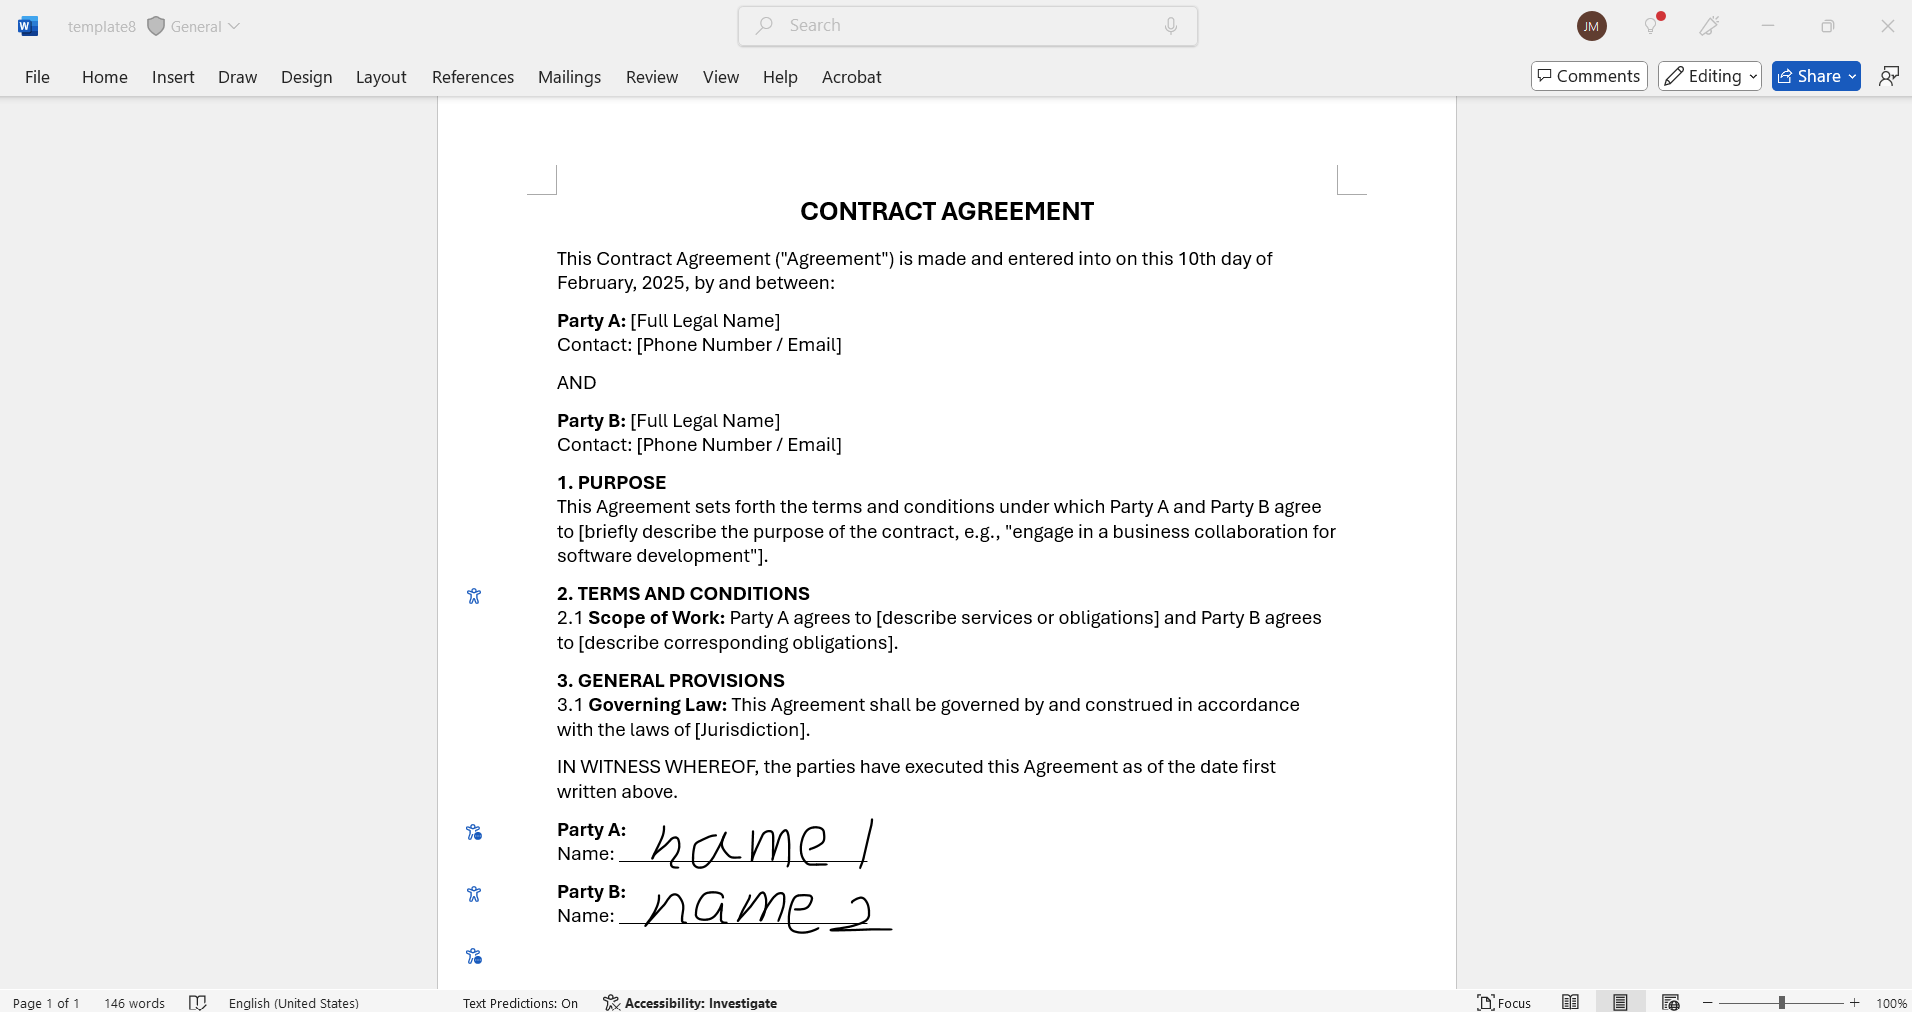 template8 General
Search
JM
File Home Insert Draw Design Layout References Mailings Review View Help Acrobat
Comments Editing Share
CONTRACT AGREEMENT
This Contract Agreement ("Agreement") is made and entered into on this 10th day of
February, 2025, by and between:
Party A: [Full Legal Name]
Contact: [Phone Number / Email]
AND
Party B: [Full Legal Name]
Contact: [Phone Number / Email]
1. PURPOSE
This Agreement sets forth the terms and conditions under which Party A and Party B agree
to [briefly describe the purpose of the contract, e.g., "engage in a business collaboration for
software development"].
2. TERMS AND CONDITIONS
2.1 Scope of Work: Party A agrees to [describe services or obligations] and Party B agrees
to [describe corresponding obligations].
3. GENERAL PROVISIONS
3.1 Governing Law: This Agreement shall be governed by and construed in accordance
with the laws of [Jurisdiction].
IN WITNESS WHEREOF, the parties have executed this Agreement as of the date first
written above.
Party A:
Name: name 1
Party B:
Name: name 2
Page 1 of 1 146 words English (United States) Text Predictions: On Accessibility: Investigate Focus 100%